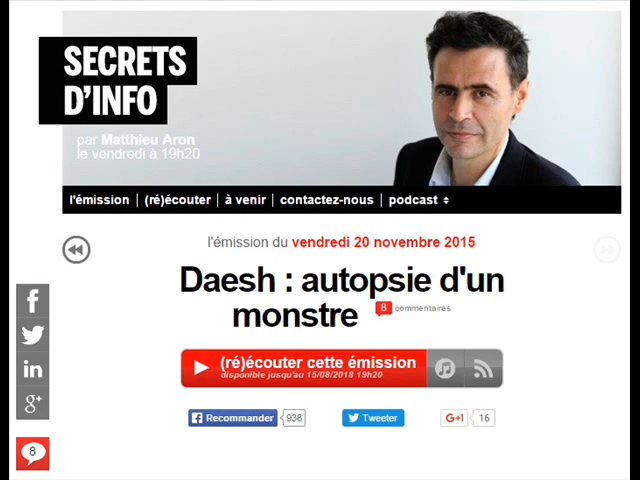 SECRETS
D'INFO
par Matthieu Aron
le vendredi à 19h20
l'émission (ré)écouter à venir contactez-nous podcast
l'émission du vendredi 20 novembre 2015
Daesh : autopsie d'un
monstre 8 commentaires
(ré)écouter cette émission
disponible jusqu'au 15/08/2018 19h20
Recommander 938 Tweeter G+1 16
f
in
g+
8